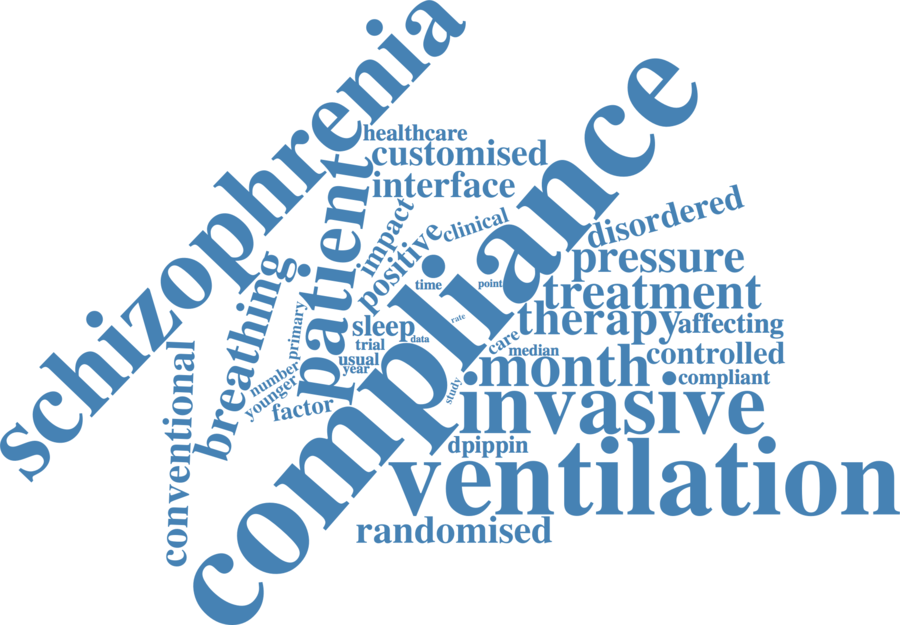 schizophrenia
healthcare
customised
interface
patient
impact
positive
clinical
compliance
disordered
breathing
pressure
time
point
treatment
primary
sleep
rate
therapy
affecting
data
trial
care
median
controlled
usual
year
month
compliant
number
younger
study
factor
invasive
conventional
dpippin
ventilation
randomised